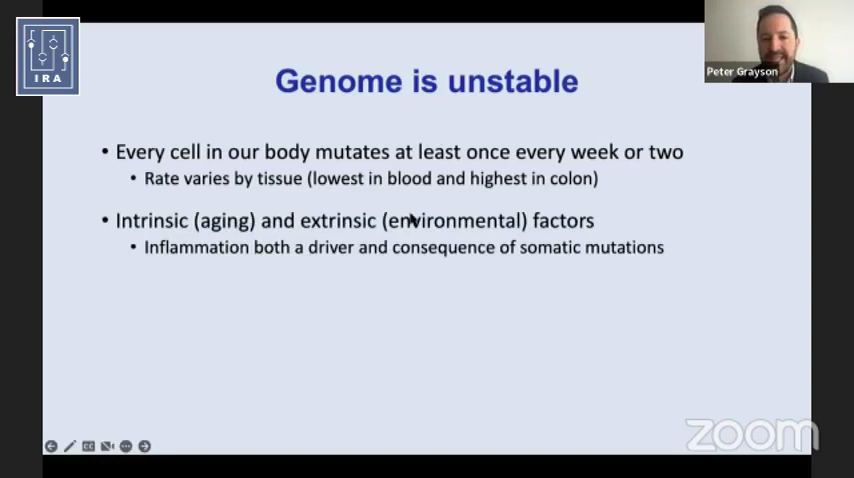 IRA
Peter Grayson
Genome is unstable
• Every cell in our body mutates at least once every week or two
• Rate varies by tissue (lowest in blood and highest in colon)
• Intrinsic (aging) and extrinsic (environmental) factors
• Inflammation both a driver and consequence of somatic mutations
CC
zoom